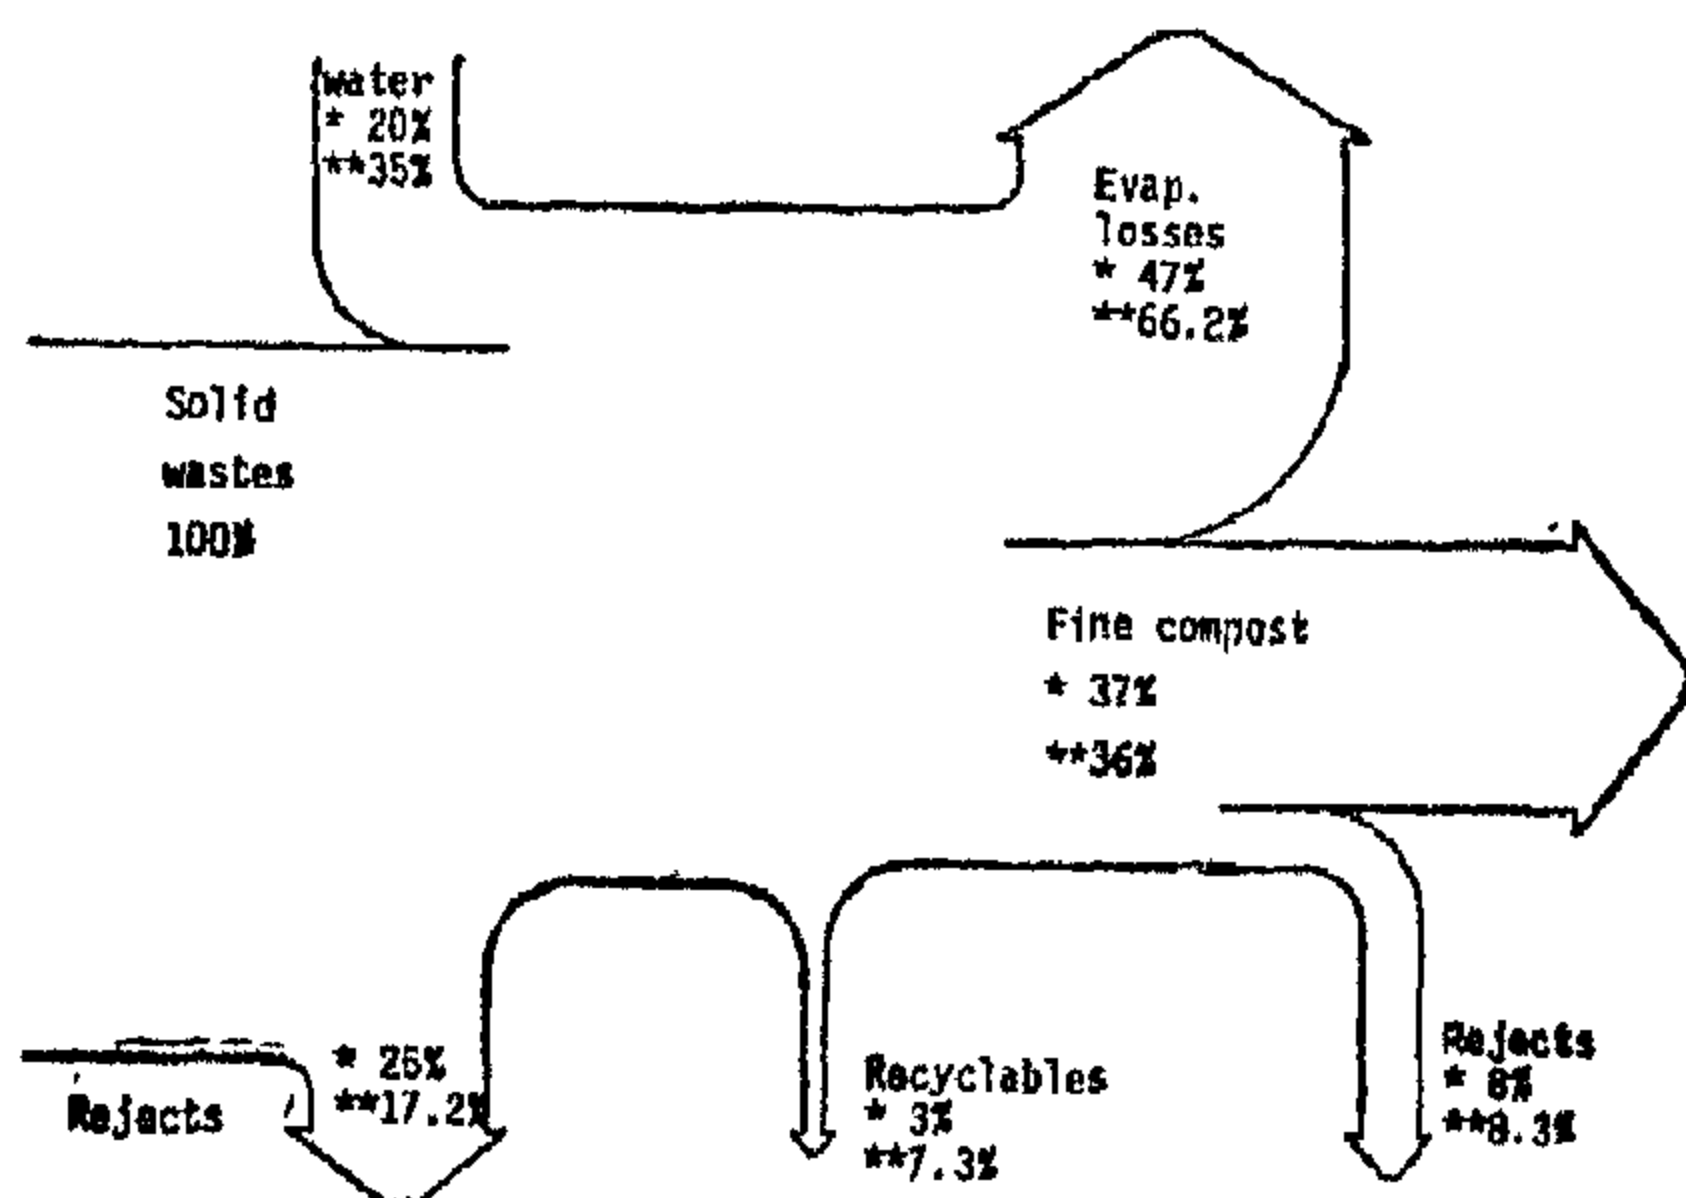 water
* 20%
**35%
Evap.
losses
* 47%
**66.2%
Solid
wastes
100%
Fine compost
* 37%
**36%
* 25%
**17.2%
Rejects
Recyclables
* 3%
**7.3%
Rejects
* 8%
**8.3%